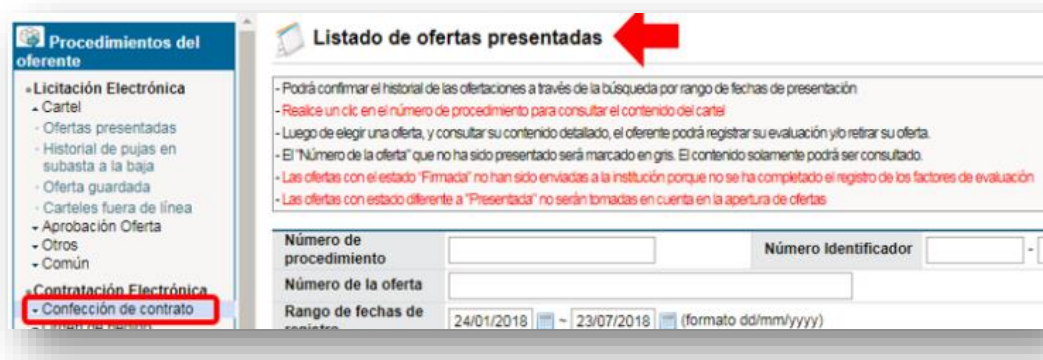 Procedimientos del
oferente
Licitación Electrónica
Cartel
- Ofertas presentadas
- Historial de pujas en
subasta a la baja
- Oferta guardada
- Carteles fuera de línea
Aprobación Oferta
Otros
Común
Contratación Electrónica
Confección de contrato
Listado de ofertas presentadas
- Podrá confirmar el historial de las ofertaciones a través de la búsqueda por rango de fechas de presentación
- Realice un clic en el número de procedimiento para consultar el contenido del cartel
- Luego de elegir una oferta, y consultar su contenido detallado, el oferente podrá registrar su evaluación y/o retirar su oferta.
- El "Número de la oferta" que no ha sido presentado será marcado en gris. El contenido solamente podrá ser consultado.
- Las ofertas con el estado "Firmada" no han sido enviadas a la institución porque no se ha completado el registro de los factores de evaluación
- Las ofertas con estado diferente a "Presentada" no serán tomadas en cuenta en la apertura de ofertas
Número de
procedimiento
Número Identificador -
Número de la oferta
Rango de fechas de
registro
24/01/2018 ~ 23/07/2018 (formato dd/mm/yyyy)